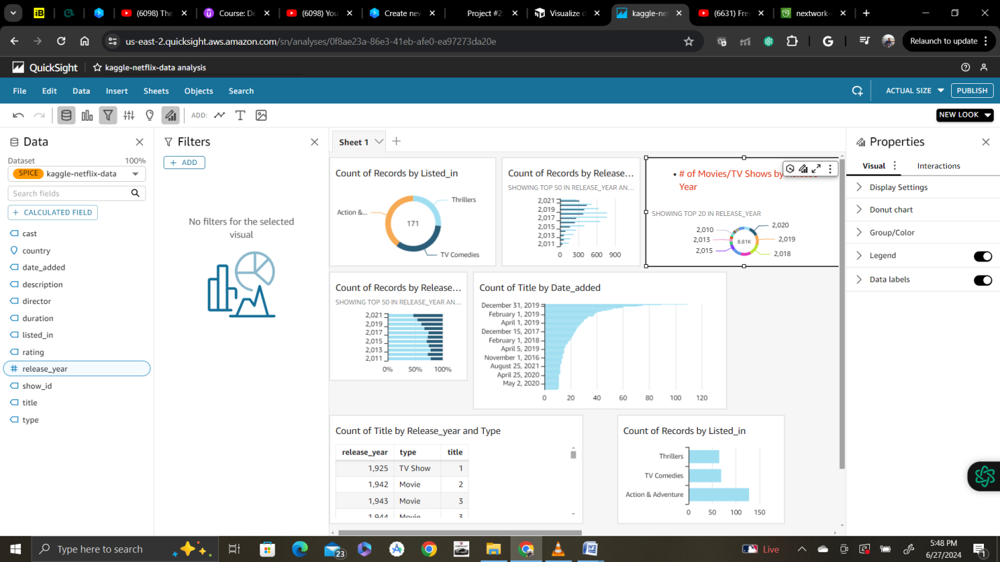 iB
(6098) The
Course: De
(6098) You
Create new
Project #2:
Visualize d
kaggle-net
(6631) Fre
nextwork-
us-east-2.quicksight.aws.amazon.com/sn/analyses/0f8ae23a-86e3-41eb-afe0-ea97273da20e
Relaunch to update
QuickSight
kaggle-netflix-data analysis
File Edit Data Insert Sheets Objects Search
ACTUAL SIZE
PUBLISH
ADD:
NEW LOOK
Data
Dataset 100%
SPICE kaggle-netflix-data
Search fields
+ CALCULATED FIELD
cast
country
date_added
description
director
duration
listed_in
rating
release_year
show_id
title
type
Filters
+ ADD
No filters for the selected
visual
Sheet 1
Count of Records by Listed_in
Thrillers
Action &...
171
TV Comedies
Count of Records by Release...
SHOWING TOP 50 IN RELEASE_YEAR AN...
2,021
2,019
2,017
2,015
2,013
2,011
0 300 600 900
• # of Movies/TV Shows by Release
Year
SHOWING TOP 20 IN RELEASE_YEAR
2,010
2,013
2,015
8.81K
2,020
2,019
2,018
Count of Records by Release...
SHOWING TOP 50 IN RELEASE_YEAR AN...
2,021
2,019
2,017
2,015
2,013
2,011
0% 50% 100%
Count of Title by Date_added
December 31, 2019
February 1, 2019
April 1, 2019
December 15, 2017
February 1, 2018
April 5, 2019
November 1, 2016
August 25, 2021
April 25, 2020
May 2, 2020
0 20 40 60 80 100 120
Count of Title by Release_year and Type
release_year type title
1,925 TV Show 1
1,942 Movie 2
1,943 Movie 3
1,944 Movie 3
Count of Records by Listed_in
Thrillers
TV Comedies
Action & Adventure
0 50 100 150
Properties
Visual
Interactions
Display Settings
Donut chart
Group/Color
Legend
Data labels
Type here to search
23
Live
5:48 PM
6/27/2024
1